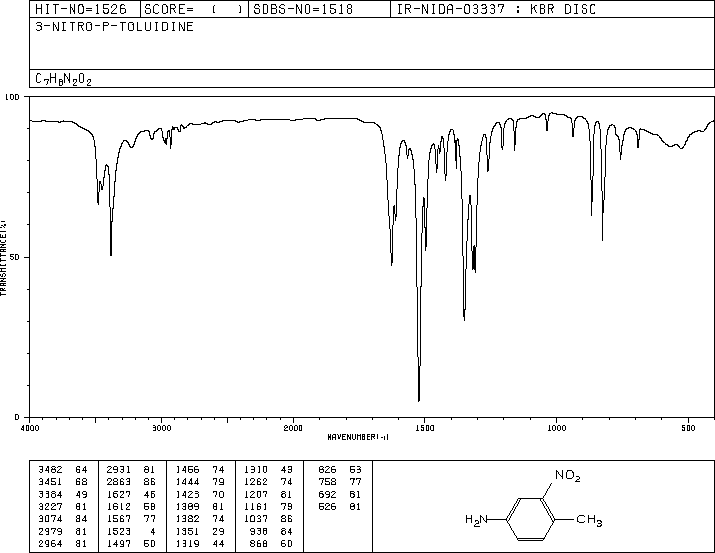 HIT-NO=1526 SCORE= ( ) SDBS-NO=1518 IR-NIDA-03337 : KBR DISC
3-NITRO-P-TOLUIDINE
C₇H₈N₂O₂
100
50
0
TRANSMITTANCE(%)
4000 3000 2000 1500 1000 500
WAVENUMBER(-1)
3482 64 2931 81 1456 74 1310 43 826 53
3451 68 2863 86 1444 79 1262 74 758 77
3384 49 1627 46 1423 70 1207 81 692 81
3227 81 1612 58 1389 81 1161 79 526 81
3074 84 1567 77 1382 74 1037 86
2979 81 1523 4 1351 29 938 84
2964 81 1497 50 1319 44 868 60
NO₂
H₂N
CH₃